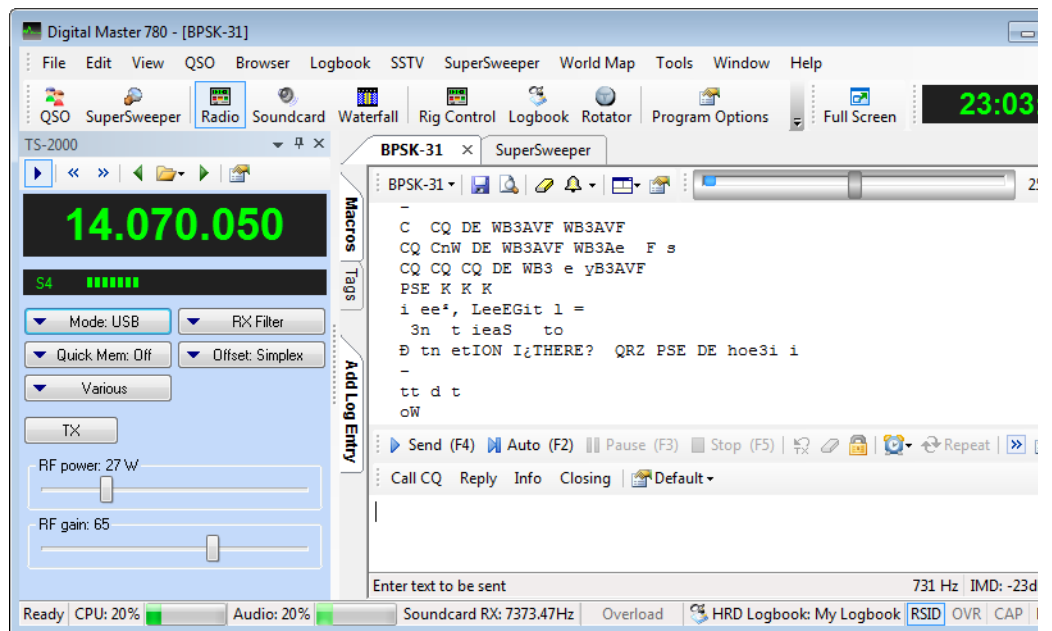 Digital Master 780 - [BPSK-31]
File Edit View QSO Browser Logbook SSTV SuperSweeper World Map Tools Window Help
QSO SuperSweeper Radio Soundcard Waterfall Rig Control Logbook Rotator Program Options Full Screen 23:03:
TS-2000
14.070.050
S4
Mode: USB RX Filter
Quick Mem: Off Offset: Simplex
Various
TX
RF power: 27 W
RF gain: 65
Macros
Tags
Add Log Entry
BPSK-31 SuperSweeper
BPSK-31 25
–
C CQ DE WB3AVF WB3AVF
CQ CnW DE WB3AVF WB3Ae F s
CQ CQ CQ DE WB3 e yB3AVF
PSE K K K
i ee², LeeEGit l =
3n t ieaS to
Đ tn etION I¿THERE? QRZ PSE DE hoe3i i
–
tt d t
oW
Send (F4) Auto (F2) Pause (F3) Stop (F5) Repeat
Call CQ Reply Info Closing Default
Enter text to be sent 731 Hz IMD: -23d
Ready CPU: 20% Audio: 20% Soundcard RX: 7373.47Hz Overload HRD Logbook: My Logbook RSID OVR CAP